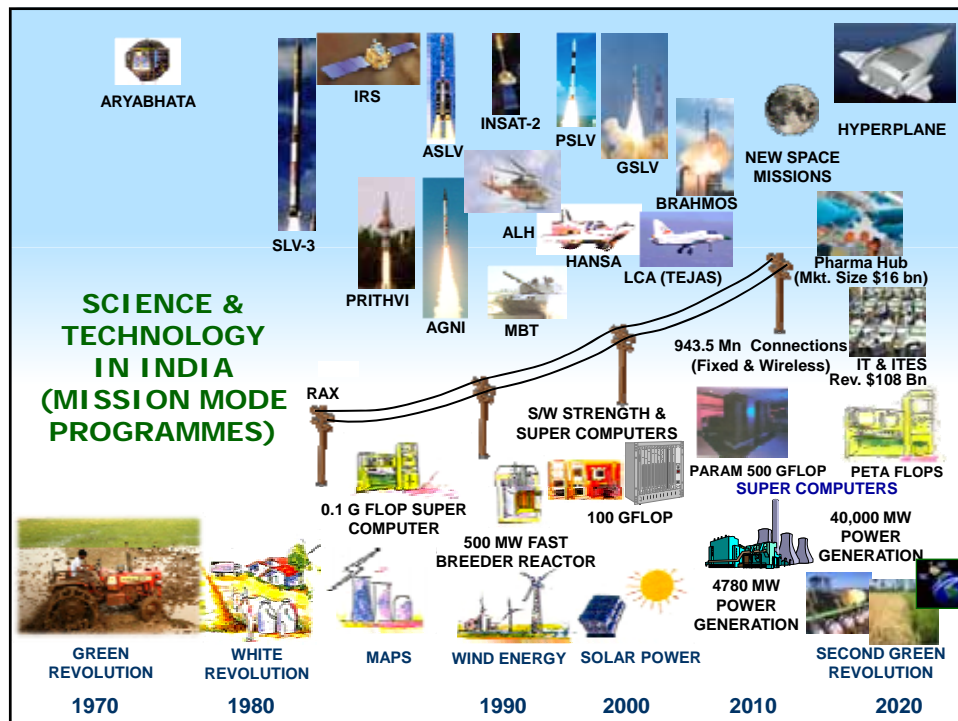 ARYABHATA
IRS
ASLV
INSAT-2
PSLV
GSLV
BRAHMOS
NEW SPACE
MISSIONS
HYPERPLANE
SLV-3
PRITHVI
AGNI
ALH
MBT
HANSA
LCA (TEJAS)
Pharma Hub
(Mkt. Size $16 bn)
SCIENCE &
TECHNOLOGY
IN INDIA
(MISSION MODE
PROGRAMMES)
RAX
943.5 Mn Connections
(Fixed & Wireless)
IT & ITES
Rev. $108 Bn
S/W STRENGTH &
SUPER COMPUTERS
0.1 G FLOP SUPER
COMPUTER
100 GFLOP
PARAM 500 GFLOP
PETA FLOPS
SUPER COMPUTERS
500 MW FAST
BREEDER REACTOR
4780 MW
POWER
GENERATION
40,000 MW
POWER
GENERATION
GREEN
REVOLUTION
WHITE
REVOLUTION
MAPS
WIND ENERGY
SOLAR POWER
SECOND GREEN
REVOLUTION
1970
1980
1990
2000
2010
2020